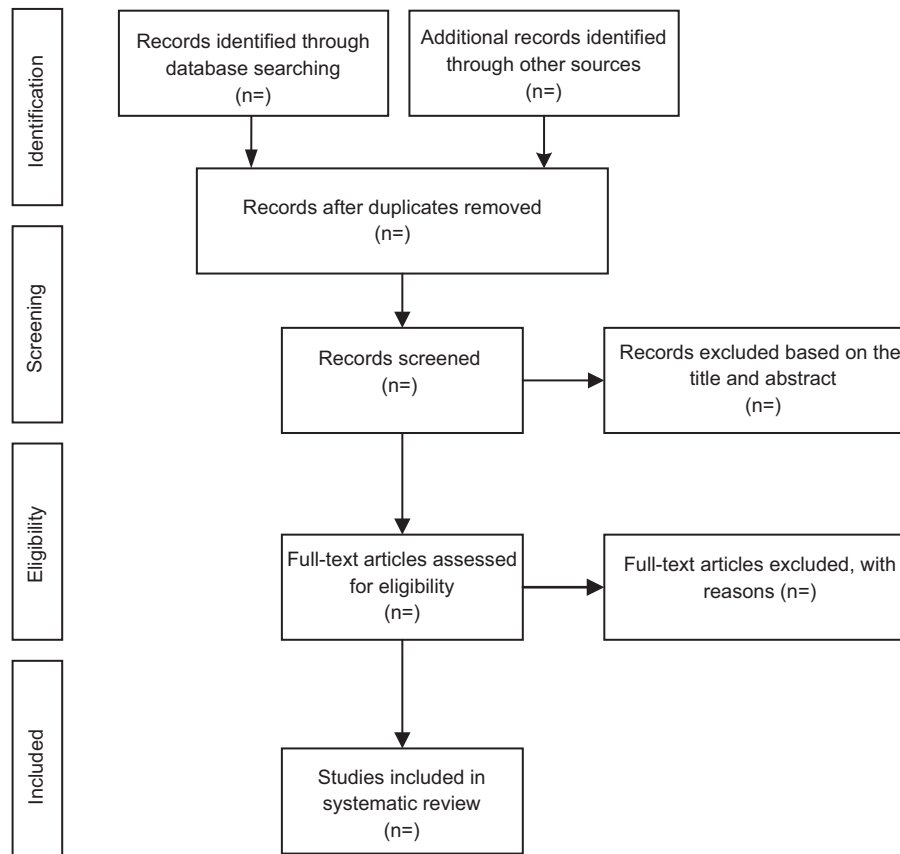 Identification
Records identified through
database searching
(n=)
Additional records identified
through other sources
(n=)
Records after duplicates removed
(n=)
Screening
Records screened
(n=)
Records excluded based on the
title and abstract
(n=)
Eligibility
Full-text articles assessed
for eligibility
(n=)
Full-text articles excluded, with
reasons (n=)
Included
Studies included in
systematic review
(n=)